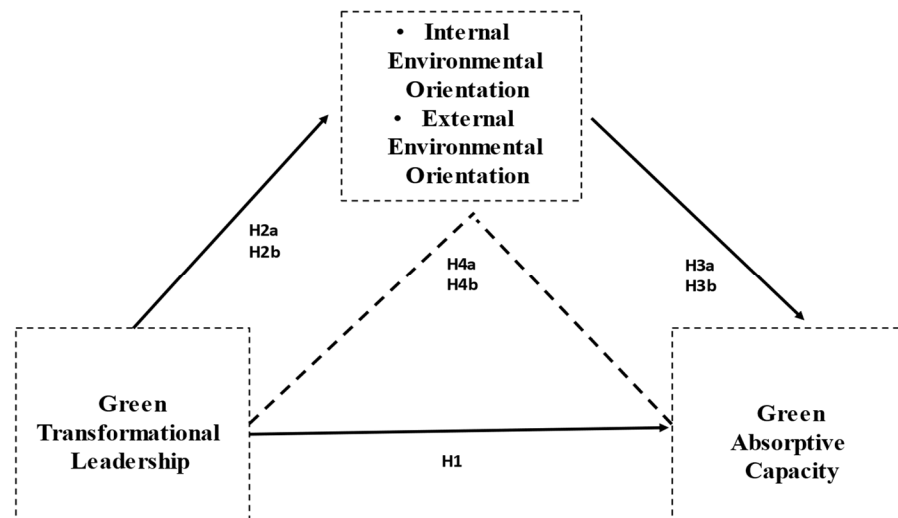 • Internal
Environmental
Orientation
• External
Environmental
Orientation
H2a
H2b
H4a
H4b
H3a
H3b
Green
Transformational
Leadership
Green
Absorptive
Capacity
H1